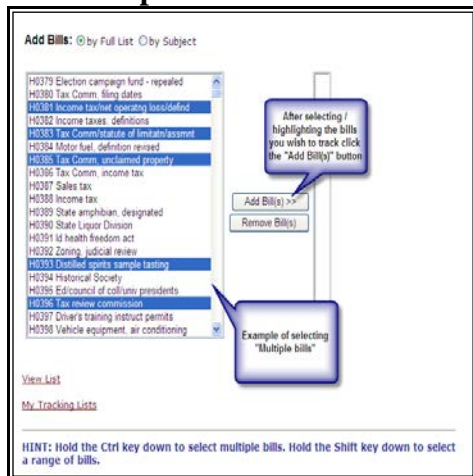 Add Bills: by Full List by Subject
H0379 Election campaign fund - repealed
H0380 Tax Comm, filing dates
H0381 Income tax/net operatng loss/defind
H0382 Income taxes, definitions
H0383 Tax Comm/statute of limitatn/assmnt
H0384 Motor fuel, definition revised
H0385 Tax Comm, unclaimed property
H0386 Tax Comm, income tax
H0387 Sales tax
H0388 Income tax
H0389 State amphibian, designated
H0390 State Liquor Division
H0391 Id health freedom act
H0392 Zoning, judicial review
H0393 Distilled spirits sample tasting
H0394 Historical Society
H0395 Ed/council of coll/univ presidents
H0396 Tax review commission
H0397 Driver's training instruct permits
H0398 Vehicle equipment, air conditioning
After selecting /
highlighting the bills
you wish to track click
the "Add Bill(s)" button
Add Bill(s) >>
Remove Bill(s)
Example of selecting
"Multiple bills"
View List
My Tracking Lists
HINT: Hold the Ctrl key down to select multiple bills. Hold the Shift key down to select
a range of bills.